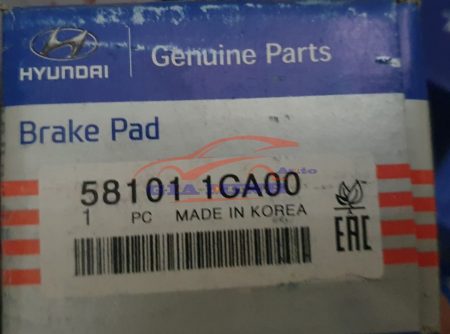 HYUNDAI
Genuine Parts
Brake Pad
58101 1CA00
1 PC MADE IN KOREA
EAC